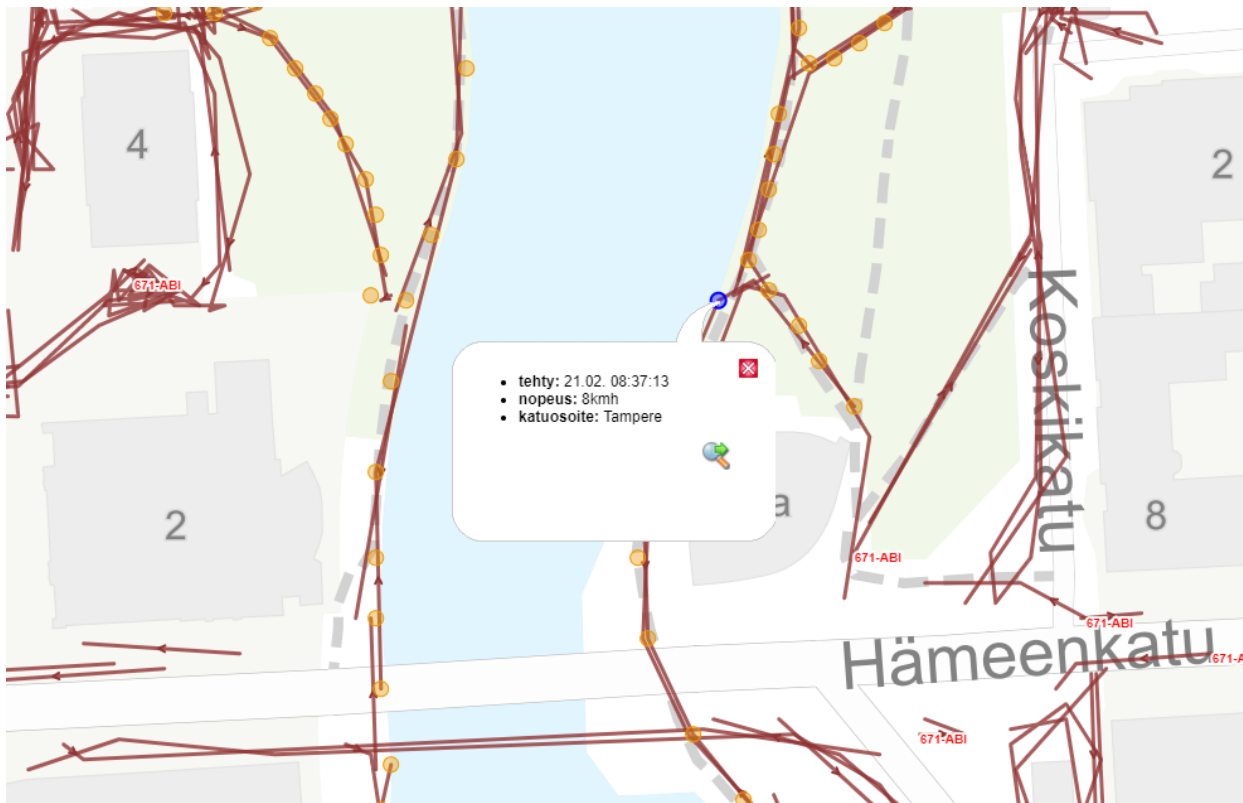 4
2
671-ABI
Koskikatu
• tehty: 21.02. 08:37:13
• nopeus: 8kmh
• katuosoite: Tampere
2
a
8
671-ABI
671-ABI
Hämeenkatu
671-A
671-ABI